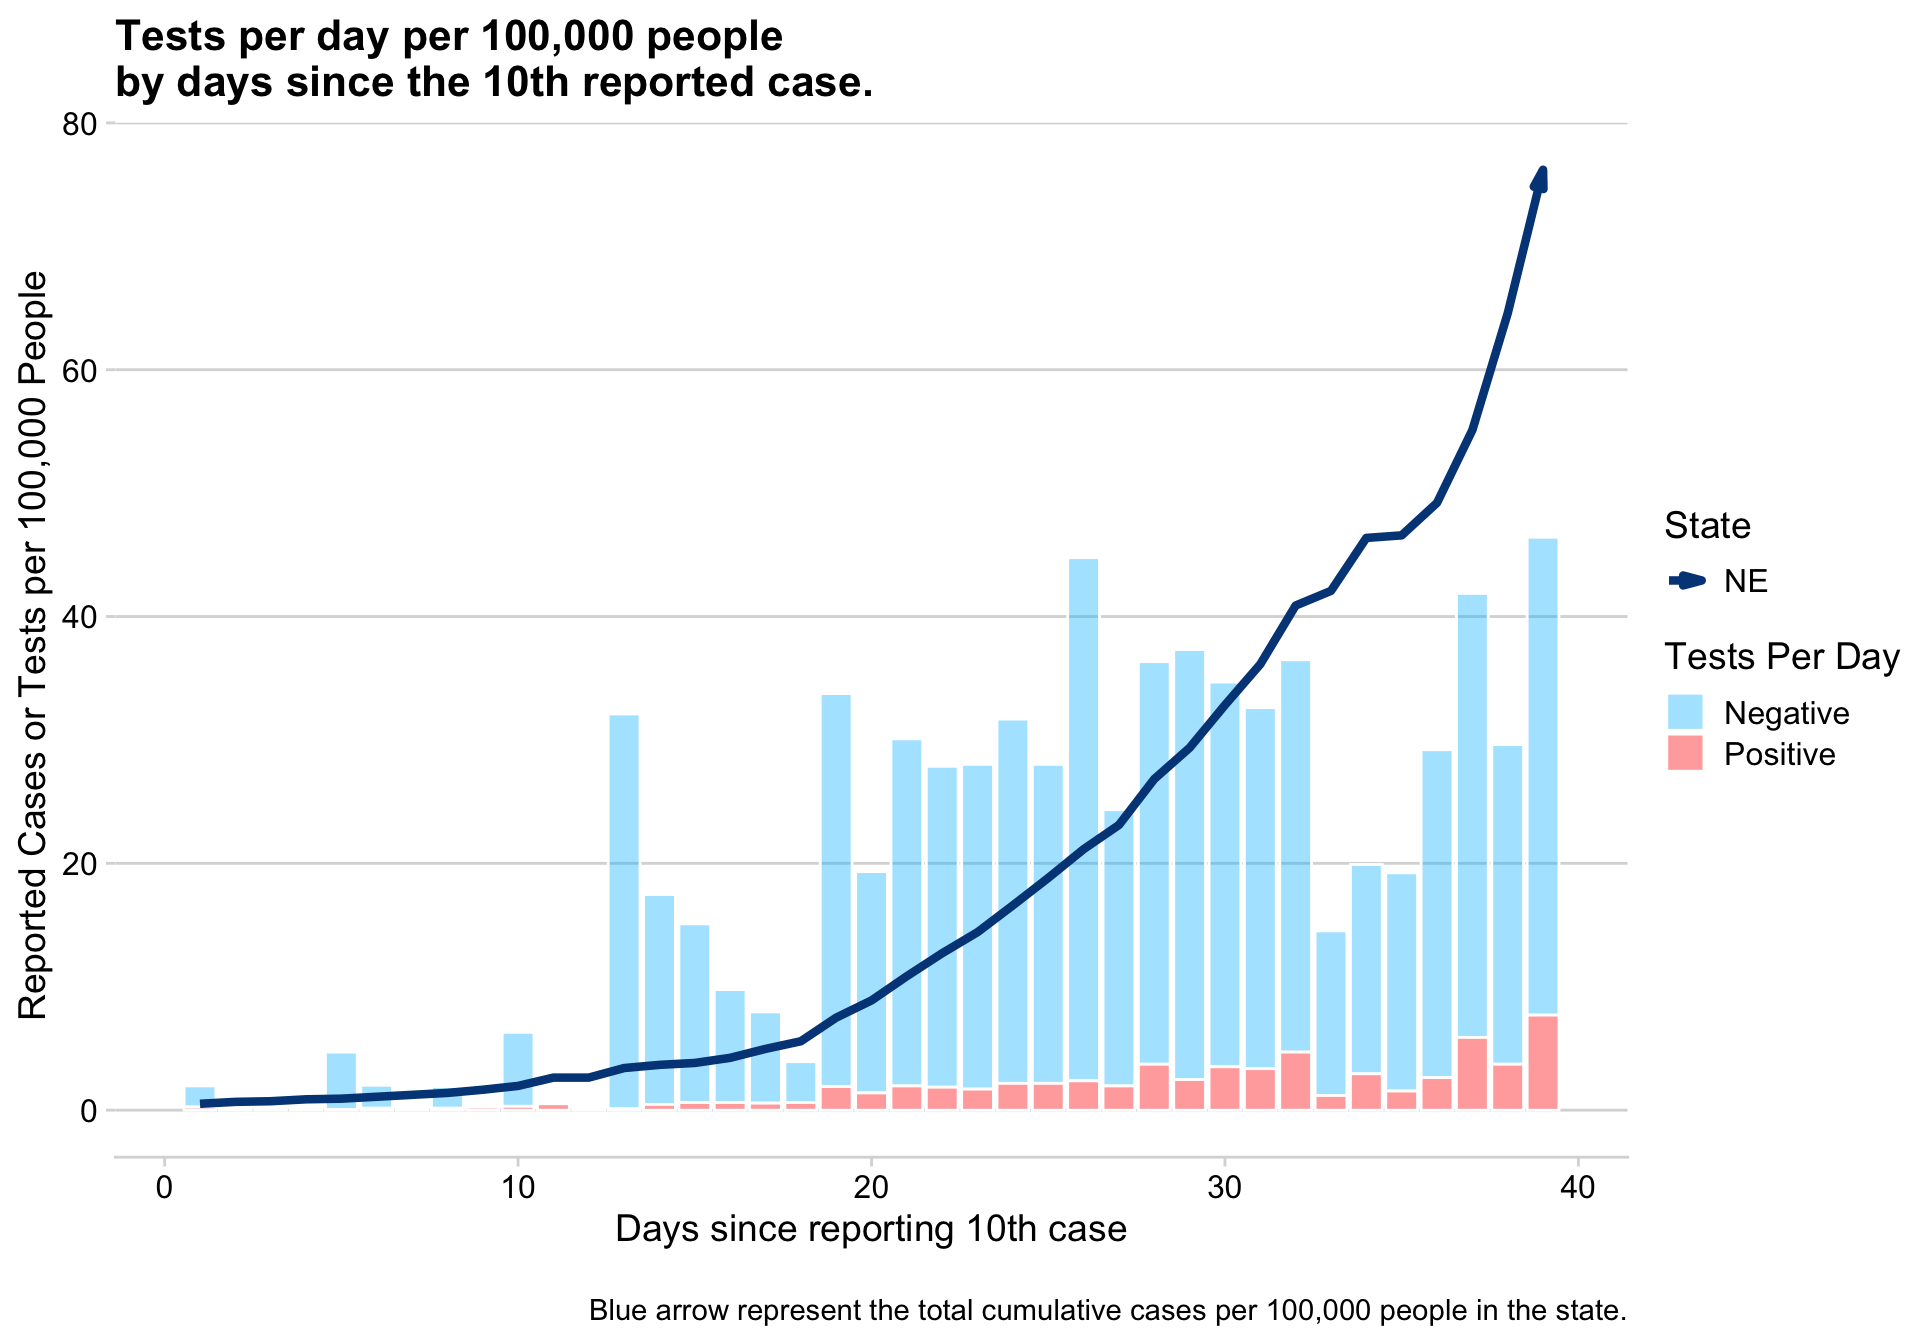 Tests per day per 100,000 people
by days since the 10th reported case.
Reported Cases or Tests per 100,000 People
80
60
40
20
0
0 10 20 30 40
Days since reporting 10th case
State
NE
Tests Per Day
Negative
Positive
Blue arrow represent the total cumulative cases per 100,000 people in the state.